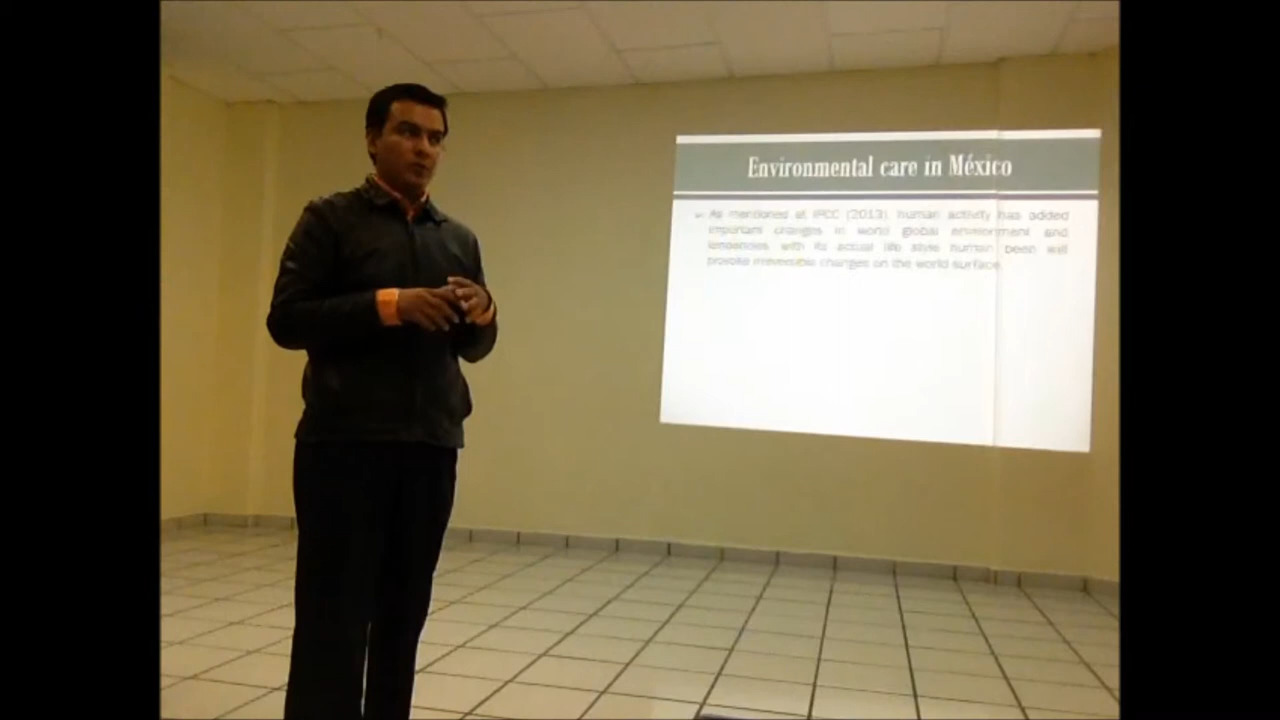 Environmental care in México
As mentioned at IPCC (2013), human activity has added
important changes in world global environment and
tendencies with its actual life style human been will
provoke irreversible changes on the world surface.